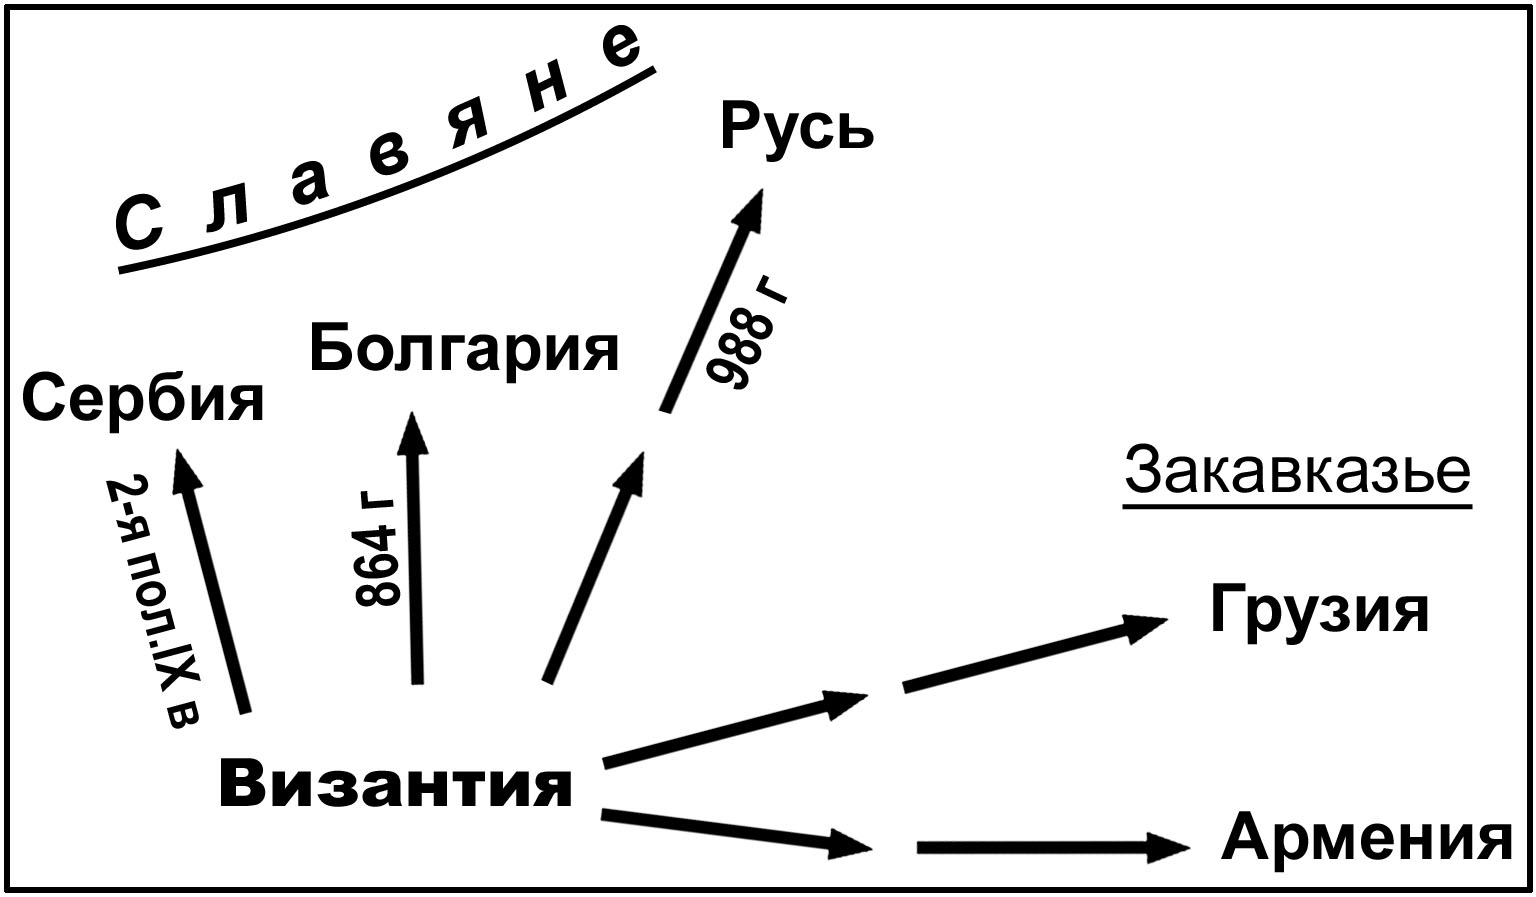 Славяне
Русь
988 г
Болгария
Сербия
864 г
2-я пол.IX в
Закавказье
Грузия
Византия
Армения